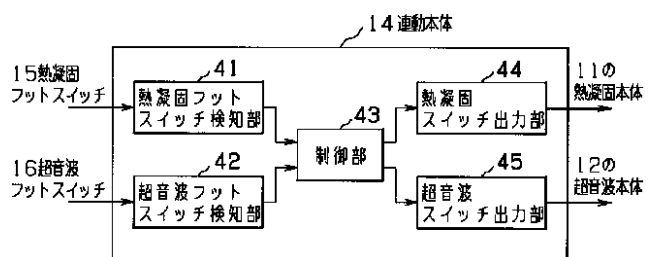 14連動本体
15熱凝固
フットスイッチ
41
熱凝固フット
スイッチ検知部
43
制御部
44
熱凝固
スイッチ出力部
11の
熱凝固本体
16超音波
フットスイッチ
42
超音波フット
スイッチ検知部
45
超音波
スイッチ出力部
12の
超音波本体